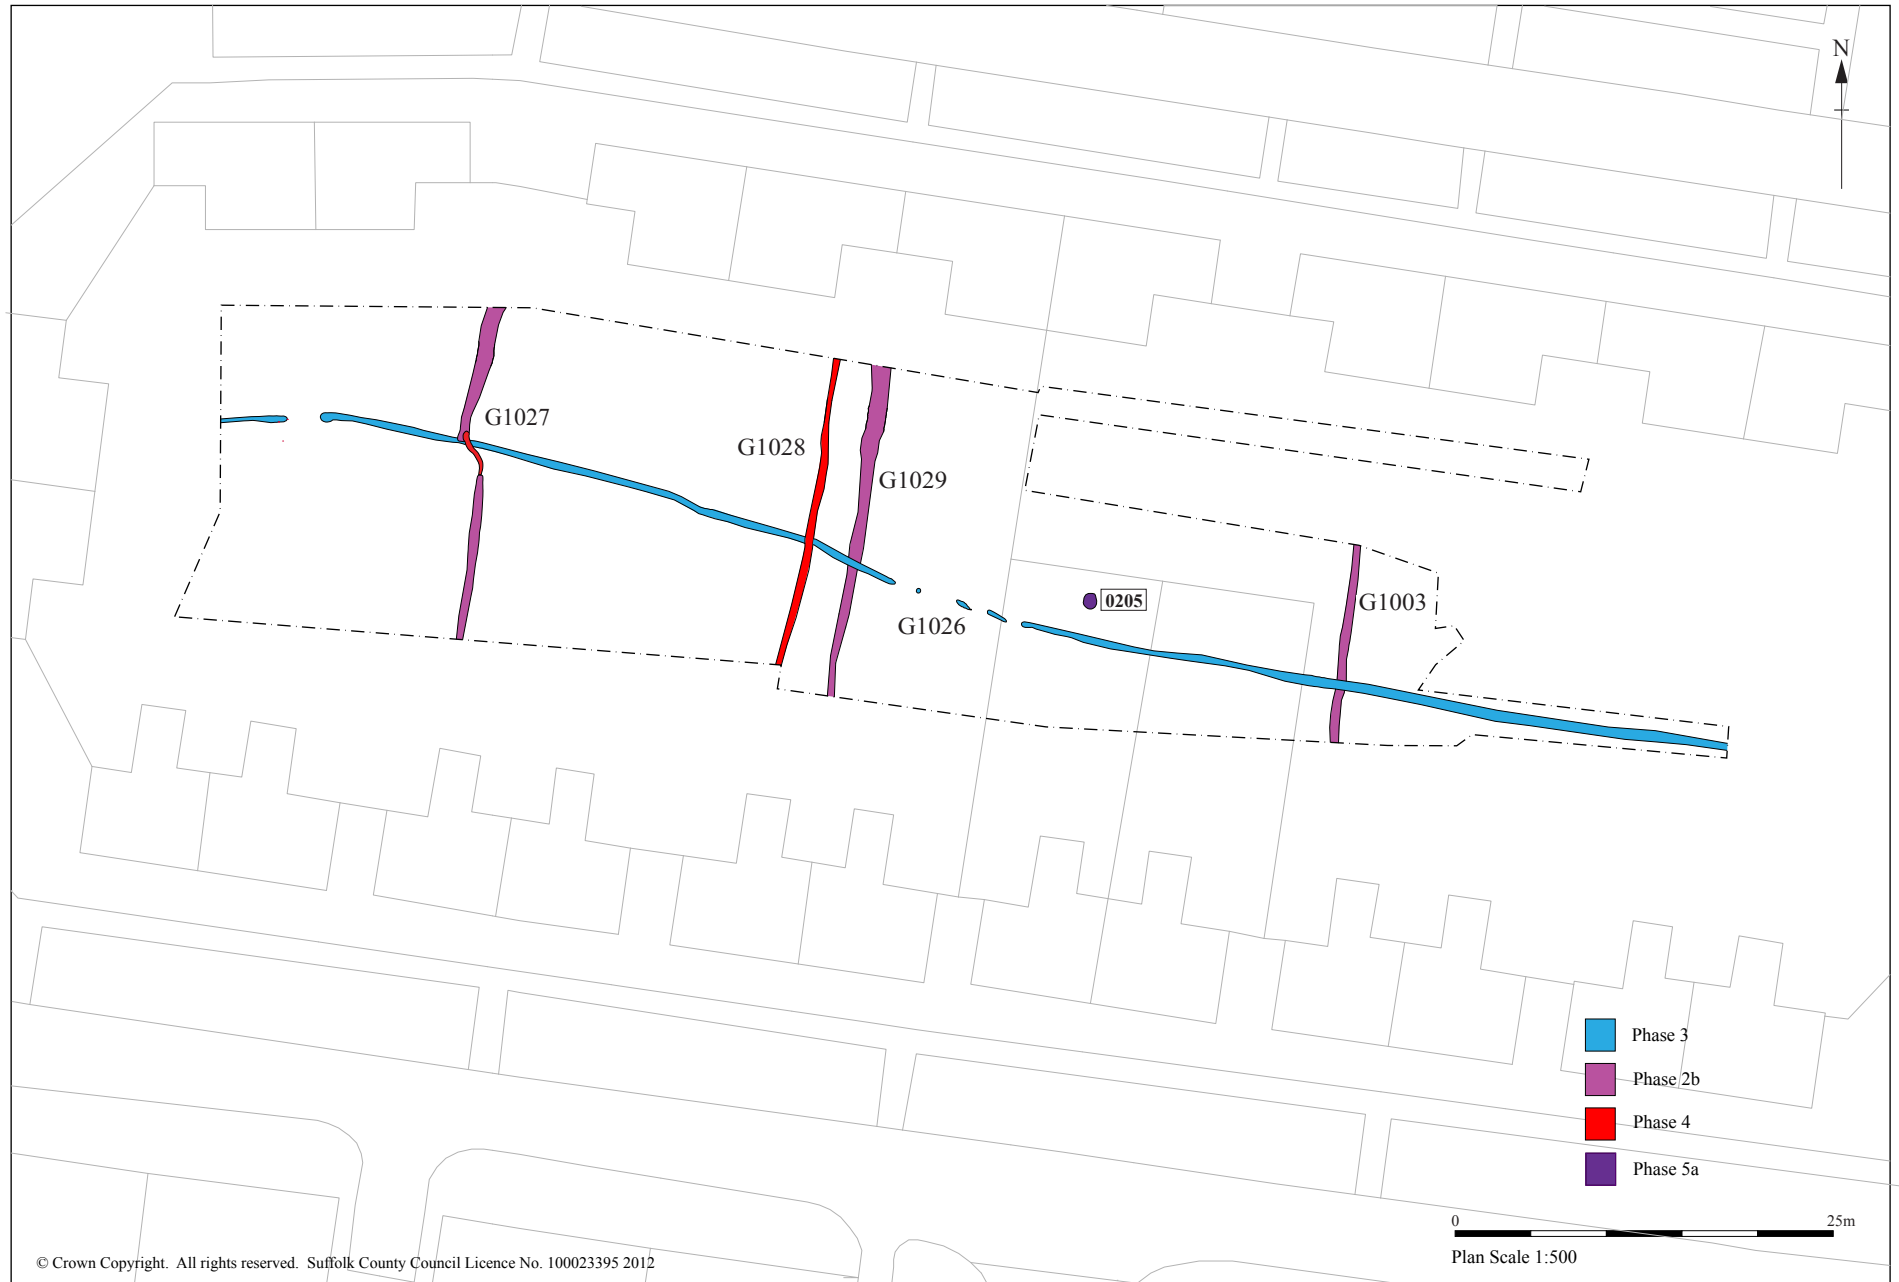 N
G1027
G1028
G1029
G1003
0205
G1026
Phase 3
Phase 2b
Phase 4
Phase 5a
0 25m
Plan Scale 1:500
© Crown Copyright. All rights reserved. Suffolk County Council Licence No. 100023395 2012